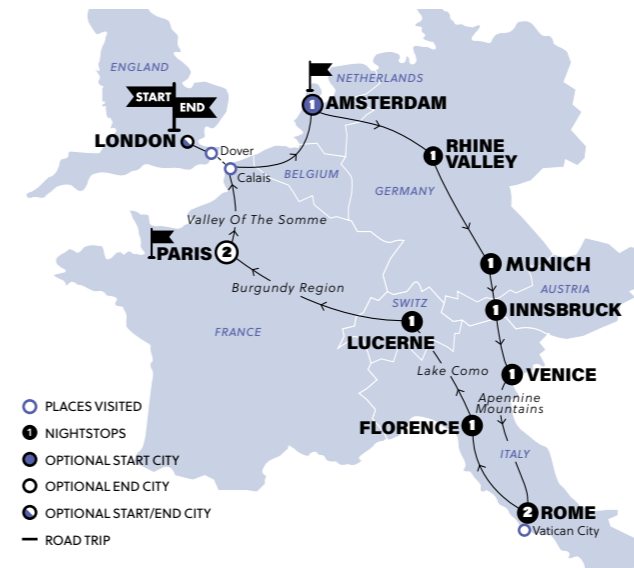 ENGLAND
START
END
LONDON
Dover
Calais
NETHERLANDS
1
AMSTERDAM
BELGIUM
1
RHINE
VALLEY
GERMANY
Valley Of The Somme
PARIS
2
Burgundy Region
FRANCE
1
MUNICH
AUSTRIA
1
INNSBRUCK
SWITZ
1
LUCERNE
Lake Como
1
VENICE
Apennine
Mountains
FLORENCE
1
ITALY
2
ROME
Vatican City
PLACES VISITED
1 NIGHTSTOPS
OPTIONAL START CITY
OPTIONAL END CITY
OPTIONAL START/END CITY
ROAD TRIP